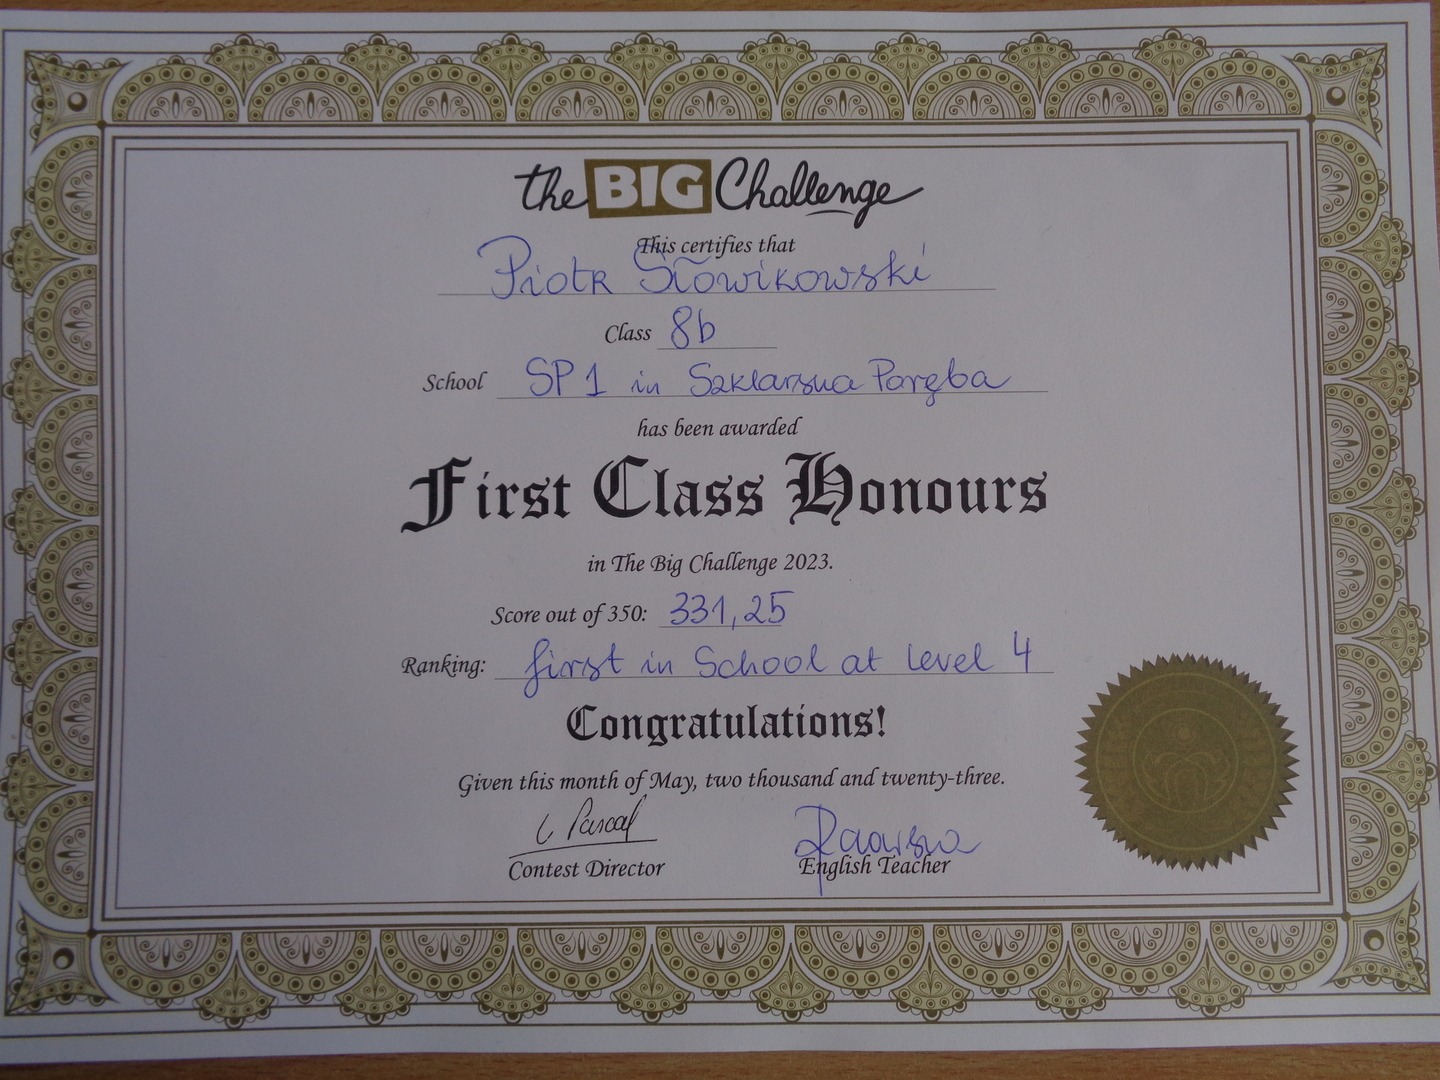 the BIG Challenge
This certifies that
Piotr Słowikowski
Class 8b
School SP 1 in Szklarska Poręba
has been awarded
First Class Honours
in The Big Challenge 2023.
Score out of 350: 331,25
Ranking: first in School at level 4
Congratulations!
Given this month of May, two thousand and twenty-three.
Contest Director English Teacher